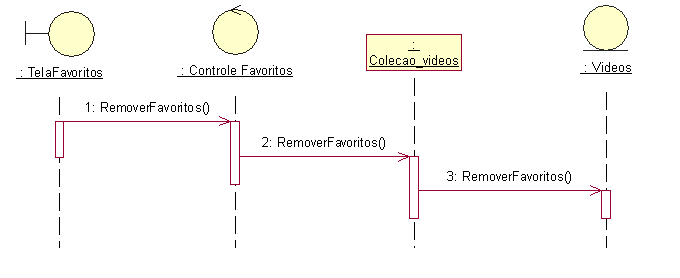 : TelaFavoritos
: Controle Favoritos
:
Colecao_videos
: Videos
1: RemoverFavoritos()
2: RemoverFavoritos()
3: RemoverFavoritos()